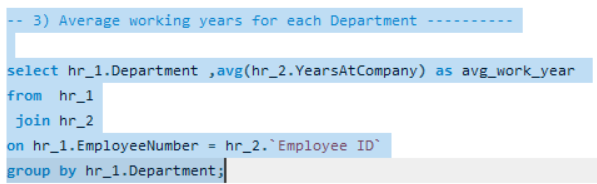 -- 3) Average working years for each Department ----------
select hr_1.Department ,avg(hr_2.YearsAtCompany) as avg_work_year
from  hr_1
 join hr_2
on hr_1.EmployeeNumber = hr_2.`Employee ID`
group by hr_1.Department;